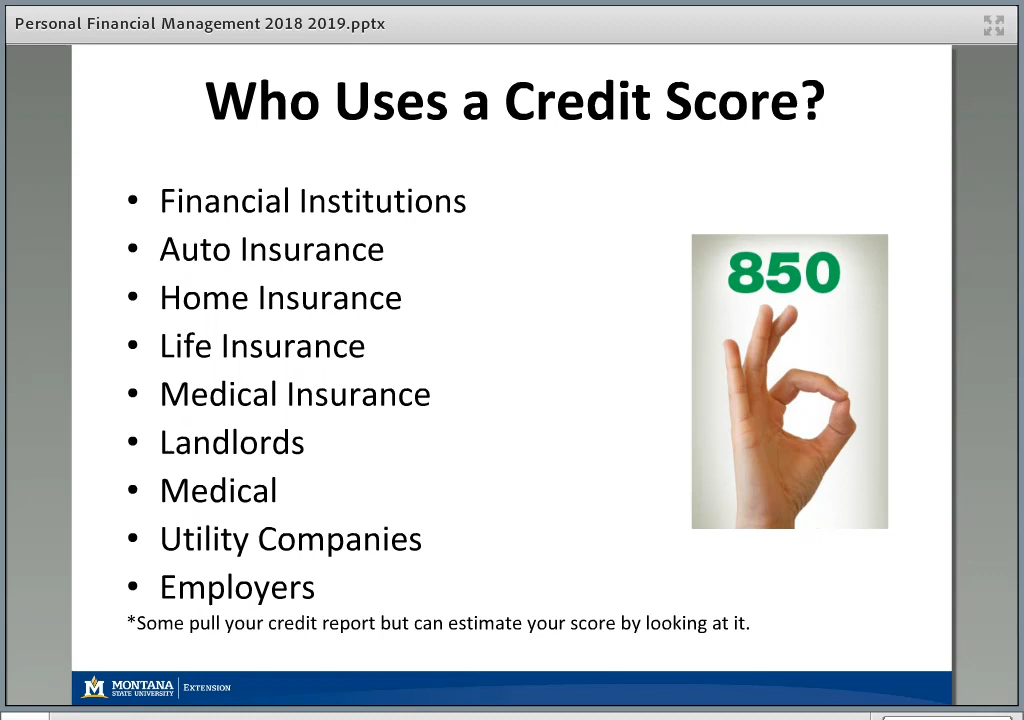 Personal Financial Management 2018 2019.pptx
Who Uses a Credit Score?
• Financial Institutions
• Auto Insurance
• Home Insurance
• Life Insurance
• Medical Insurance
• Landlords
• Medical
• Utility Companies
• Employers
*Some pull your credit report but can estimate your score by looking at it.
850
MONTANA
STATE UNIVERSITY
EXTENSION